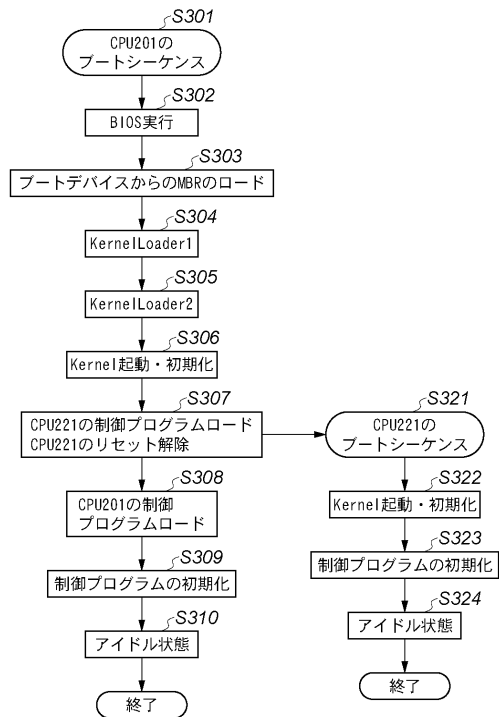 S301
CPU201の
ブートシーケンス
S302
BIOS実行
S303
ブートデバイスからのMBRのロード
S304
KernelLoader1
S305
KernelLoader2
S306
Kernel起動・初期化
S307
CPU221の制御プログラムロード
CPU221のリセット解除
S308
CPU201の制御
プログラムロード
S309
制御プログラムの初期化
S310
アイドル状態
終了
S321
CPU221の
ブートシーケンス
S322
Kernel起動・初期化
S323
制御プログラムの初期化
S324
アイドル状態
終了